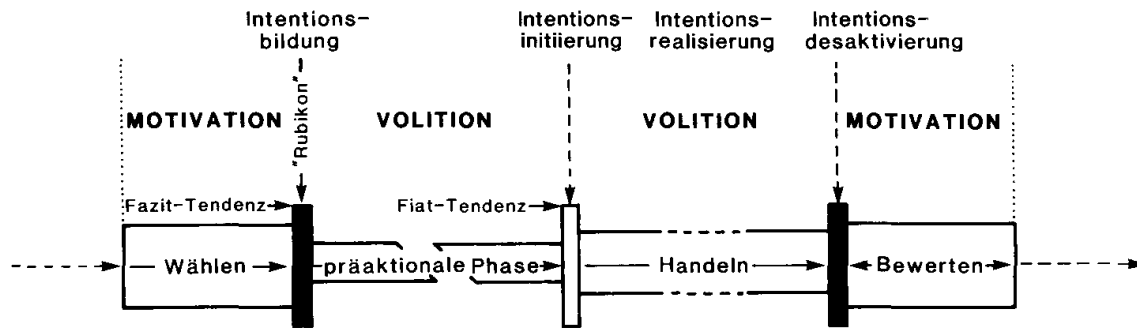 Intentions-
bildung
Intentions-
initiierung
Intentions-
realisierung
Intentions-
desaktivierung
MOTIVATION
"Rubikon"
VOLITION
VOLITION
MOTIVATION
Fazit-Tendenz
Fiat-Tendenz
Wählen
präaktionale Phase
Handeln
Bewerten